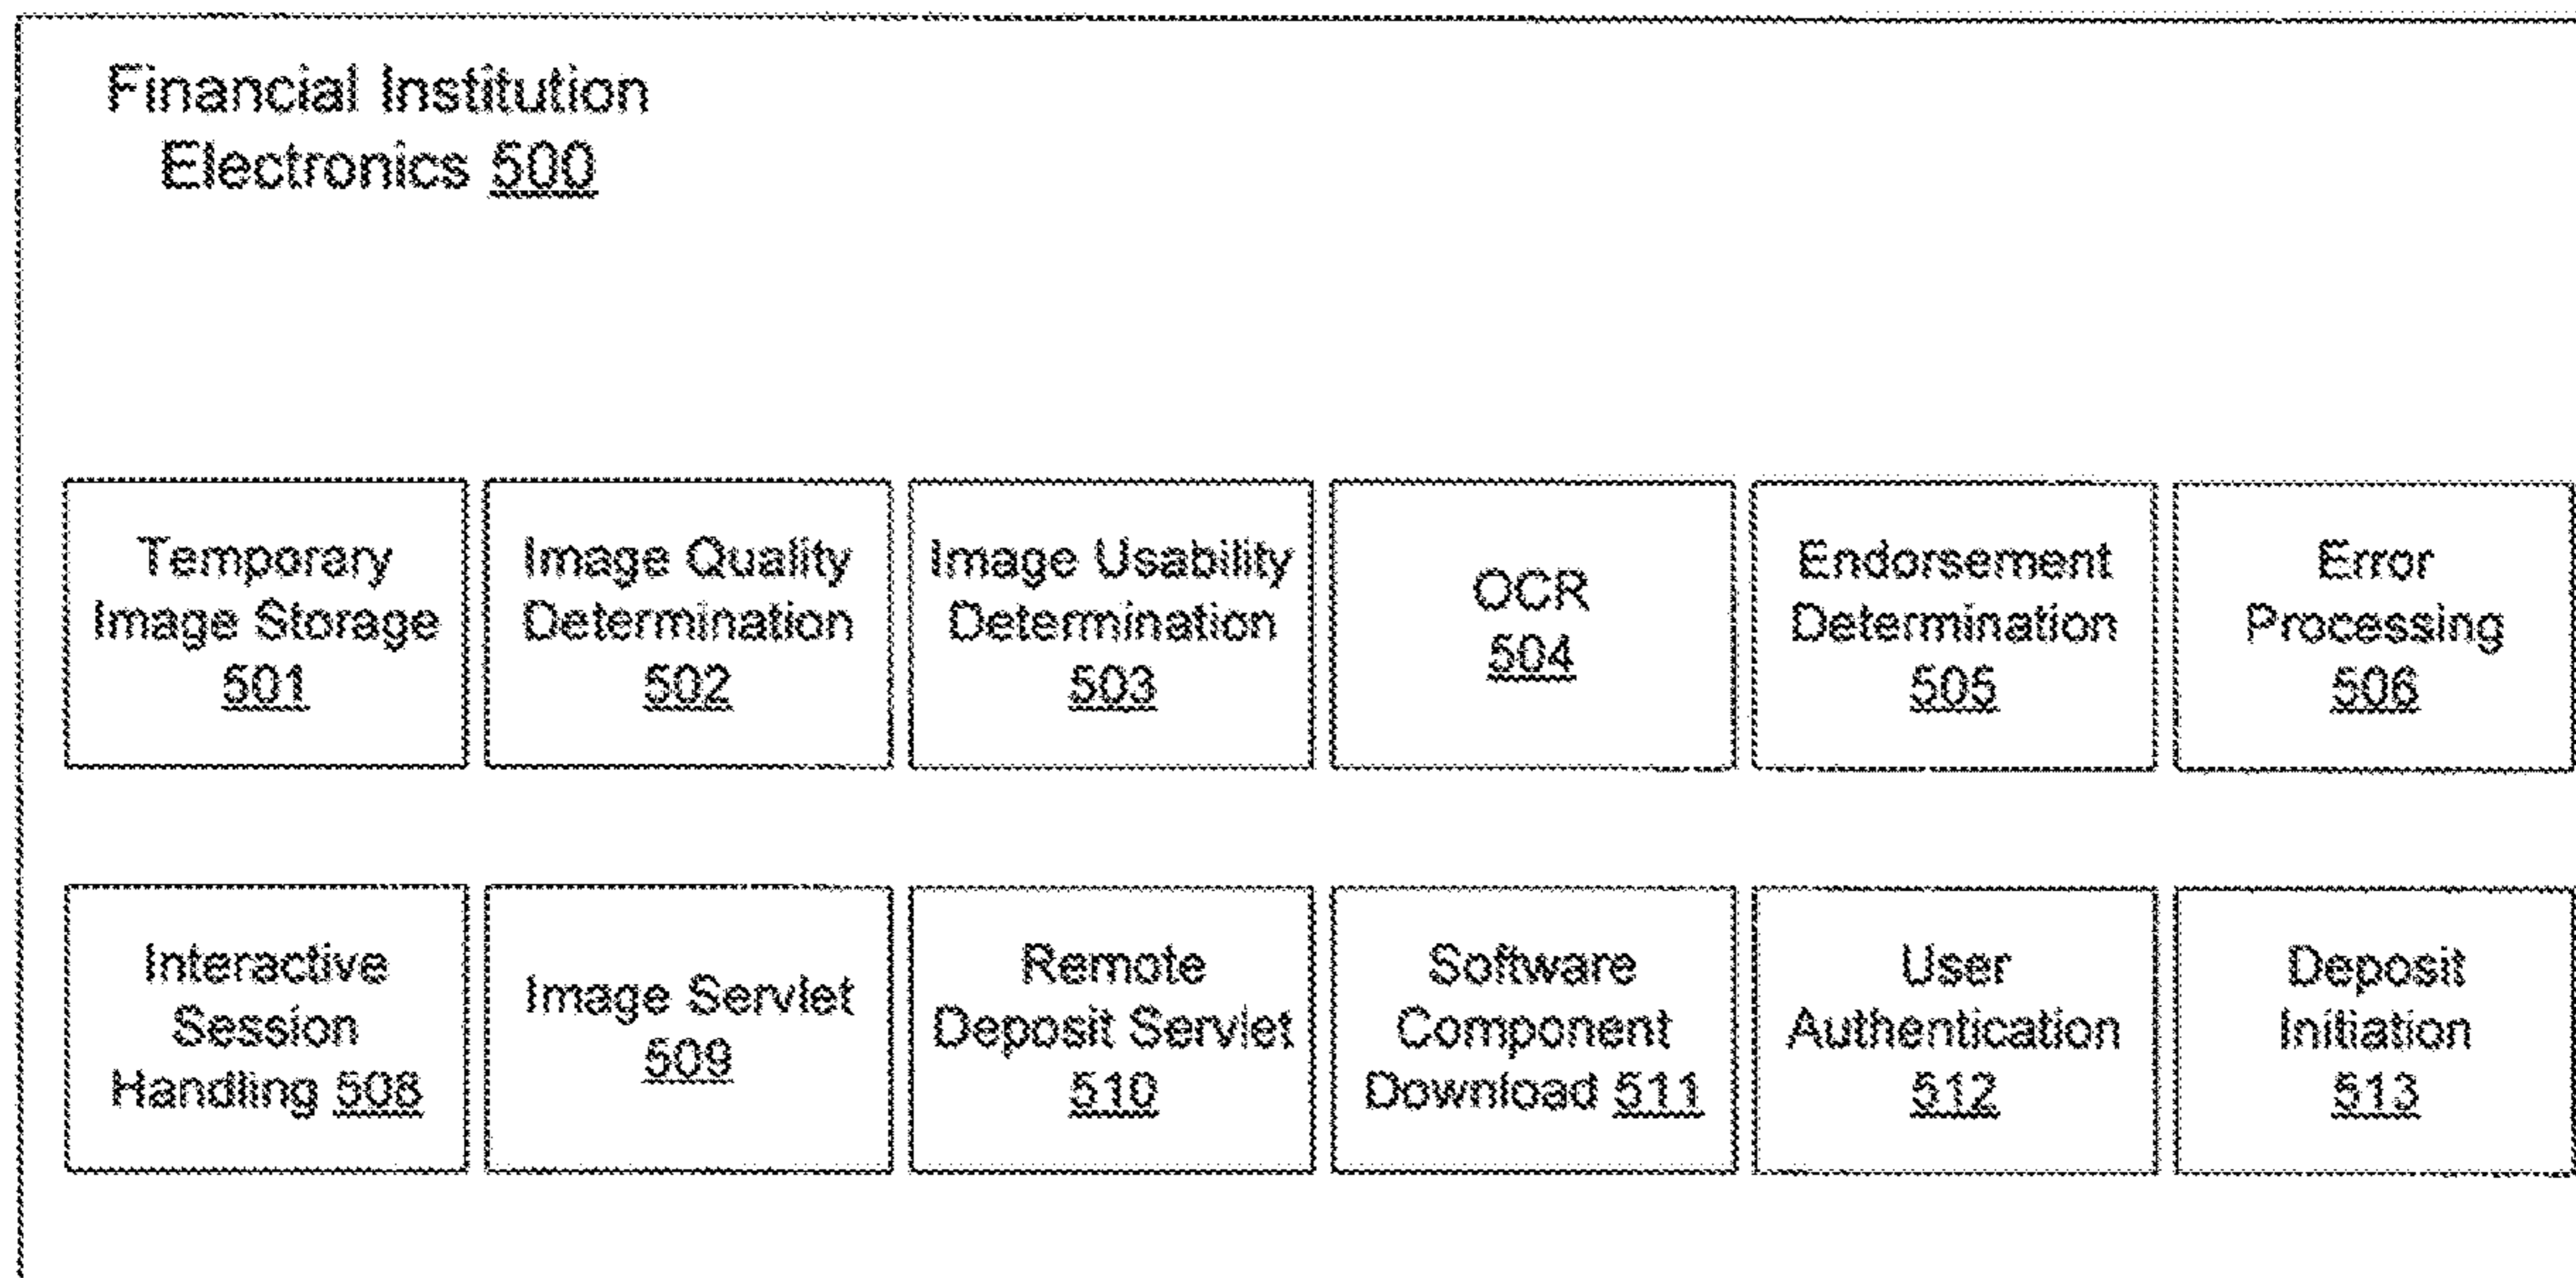 Financial Institution
Electronics 500
Temporary
Image Storage
501
Image Quality
Determination
502
Image Usability
Determination
503
OCR
504
Endorsement
Determination
505
Error
Processing
506
Interactive
Session
Handling 508
Image Servlet
509
Remote
Deposit Servlet
510
Software
Component
Download 511
User
Authentication
512
Deposit
Initiation
513